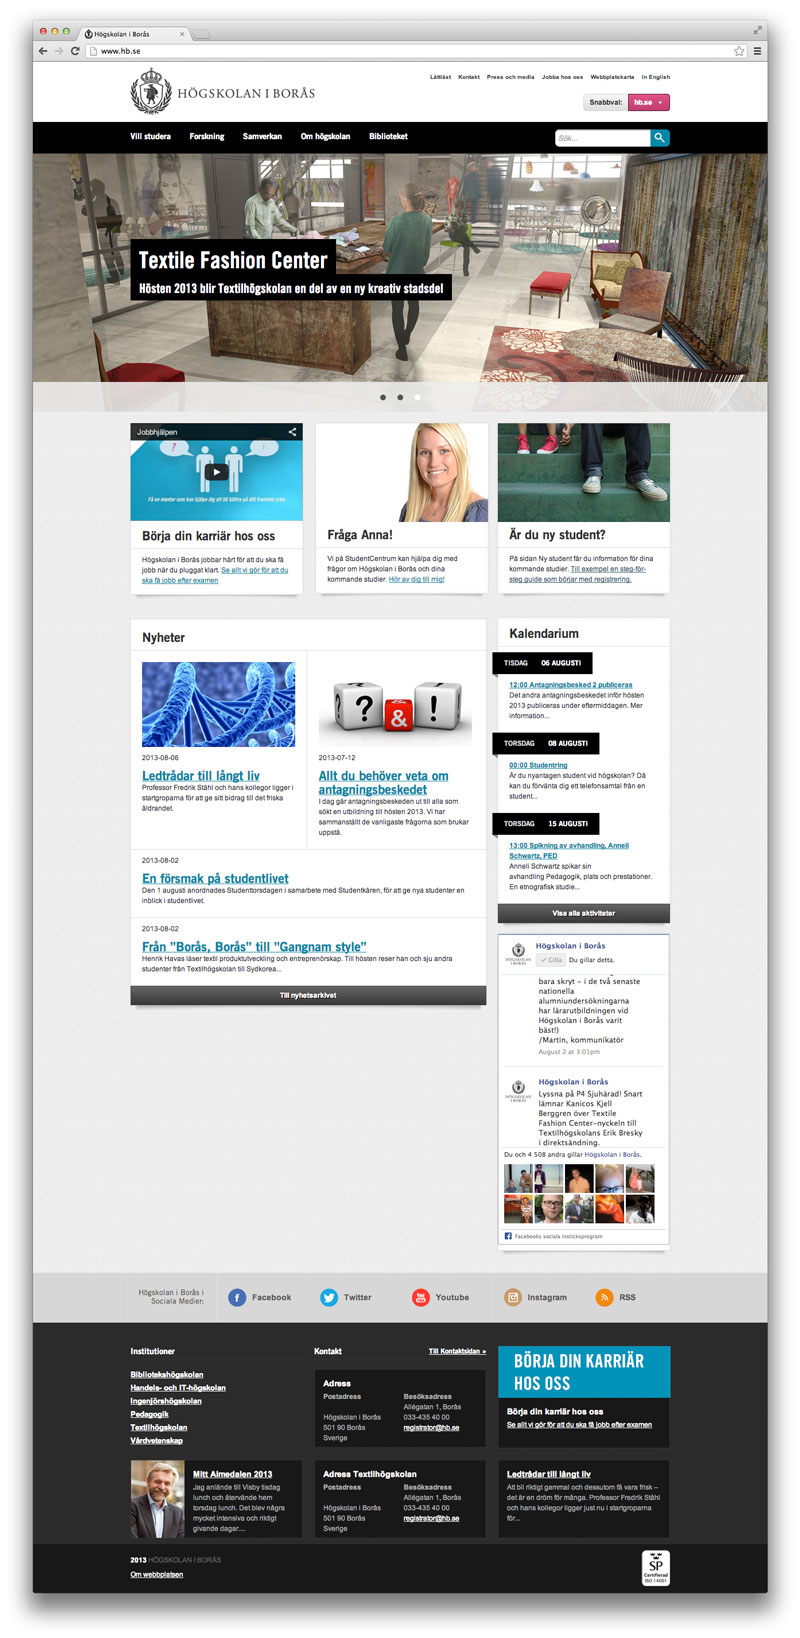 Högskolan i Borås
www.hb.se
Lättläst Kontakt Press och media Jobba hos oss Webbplatskarta In English
HÖGSKOLAN I BORÅS
Snabbval: hb.se
Vill studera Forskning Samverkan Om högskolan Biblioteket
Sök...
Textile Fashion Center
Hösten 2013 blir Textilhögskolan en del av en ny kreativ stadsdel
Jobbhjälpen
Få en mentor som kan hjälpa dig att bli bättre på ditt framtida yrke
Börja din karriär hos oss
Högskolan i Borås jobbar hårt för att du ska få
jobb när du pluggat klart. Se allt vi gör för att du
ska få jobb efter examen
Fråga Anna!
Vi på StudentCentrum kan hjälpa dig med
frågor om Högskolan i Borås och dina
kommande studier. Hör av dig till mig!
Är du ny student?
På sidan Ny student får du information för dina
kommande studier. Till exempel en steg-för-
steg guide som börjar med registrering.
Nyheter
2013-08-06
Ledtrådar till långt liv
Professor Fredrik Ståhl och hans kollegor ligger i
startgroparna för att ge sitt bidrag till det friska
åldrandet.
? & !
2013-07-12
Allt du behöver veta om
antagningsbeskedet
I dag går antagningsbeskeden ut till alla som
sökt en utbildning till hösten 2013. Vi har
sammanställt de vanligaste frågorna som brukar
uppstå.
2013-08-02
En försmak på studentlivet
Den 1 augusti anordnades Studenttorsdagen i samarbete med Studentkåren, för att ge nya studenter en
inblick i studentlivet.
2013-08-02
Från "Borås, Borås" till "Gangnam style"
Henrik Havas läser textil produktutveckling och entreprenörskap. Till hösten reser han och sju andra
studenter från Textilhögskolan till Sydkorea...
Till nyhetsarkivet
Kalendarium
TISDAG 06 AUGUSTI
12:00 Antagningsbesked 2 publiceras
Det andra antagningsbeskedet inför hösten
2013 publiceras under eftermiddagen. Mer
information...
TORSDAG 08 AUGUSTI
00:00 Studentring
Är du nyantagen student vid högskolan? Då
kan du förvänta dig ett telefonsamtal från en
student...
TORSDAG 15 AUGUSTI
13:00 Spikning av avhandling, Anneli
Schwartz, PED
Anneli Schwartz spikar sin
avhandling Pedagogik, plats och prestationer.
En etnografisk studie...
Visa alla aktiviteter
HÖGSKOLAN
I BORÅS
Högskolan i Borås
Gilla Du gillar detta.
bara skryt – i de två senaste
nationella
alumniundersökningarna
har lärarutbildningen vid
Högskolan i Borås varit
bäst!)
/Martin, kommunikatör
August 2 at 3:01pm
HÖGSKOLAN
I BORÅS
Högskolan i Borås
Lyssna på P4 Sjuhärad! Snart
lämnar Kanicos Kjell
Berggren över Textile
Fashion Center-nyckeln till
Textilhögskolans Erik Bresky
i direktsändning.
Du och 4 508 andra gillar Högskolan i Borås.
Facebooks sociala insticksprogram
Högskolan i Borås i
Sociala Medier:
Facebook Twitter Youtube Instagram RSS
Institutioner
Bibliotekshögskolan
Handels- och IT-högskolan
Ingenjörshögskolan
Pedagogik
Textilhögskolan
Vårdvetenskap
Kontakt Till Kontaktsidan »
Adress
Postadress Besöksadress
Allégatan 1, Borås
Högskolan i Borås 033-435 40 00
501 90 Borås registrator@hb.se
Sverige
BÖRJA DIN KARRIÄR
HOS OSS
Börja din karriär hos oss
Se allt vi gör för att du ska få jobb efter examen
Mitt Almedalen 2013
Jag anlände till Visby tisdag
lunch och återvände hem
torsdag lunch. Det blev några
mycket intensiva och riktigt
givande dagar....
Adress Textilhögskolan
Postadress Besöksadress
Allégatan 1, Borås
Högskolan i Borås 033-435 40 00
501 90 Borås registrator@hb.se
Sverige
Ledtrådar till långt liv
Att bli riktigt gammal och dessutom få vara frisk –
det är en dröm för många. Professor Fredrik Ståhl
och hans kollegor ligger just nu i startgroparna
för...
2013 HÖGSKOLAN I BORÅS
Om webbplatsen
SP
Certifierad
ISO 14001